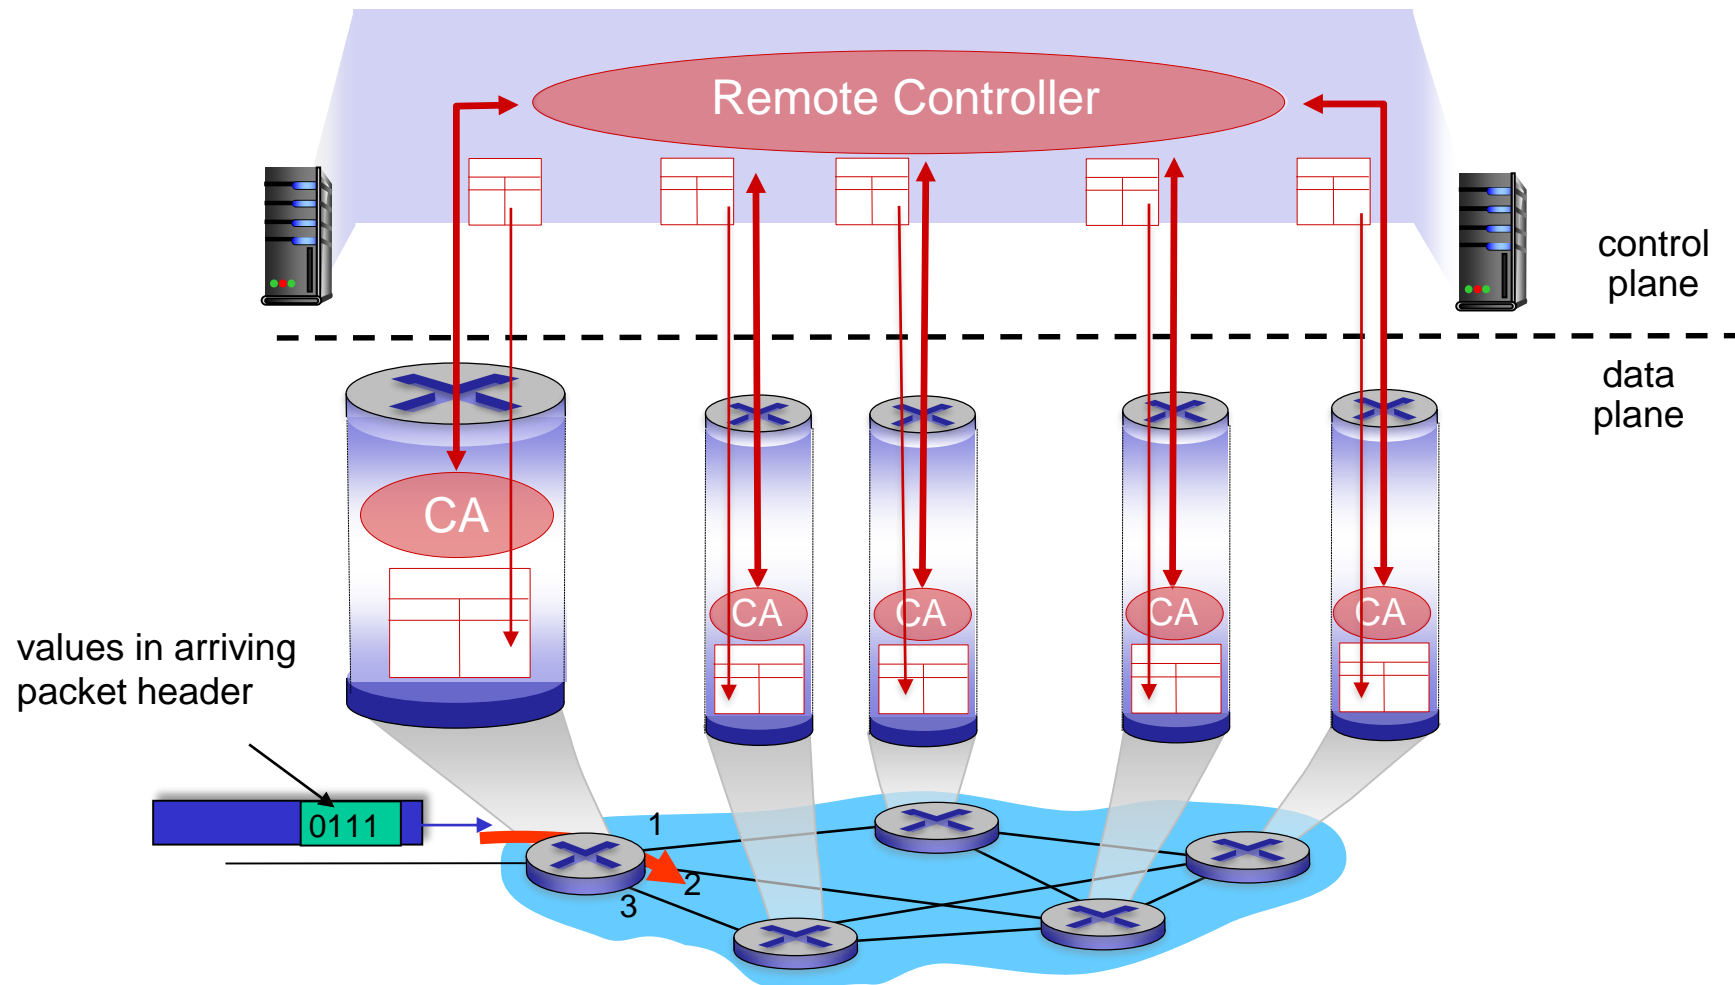 Remote Controller
control
plane
data
plane
CA
CA
CA
CA
CA
values in arriving
packet header
0111
1
2
3